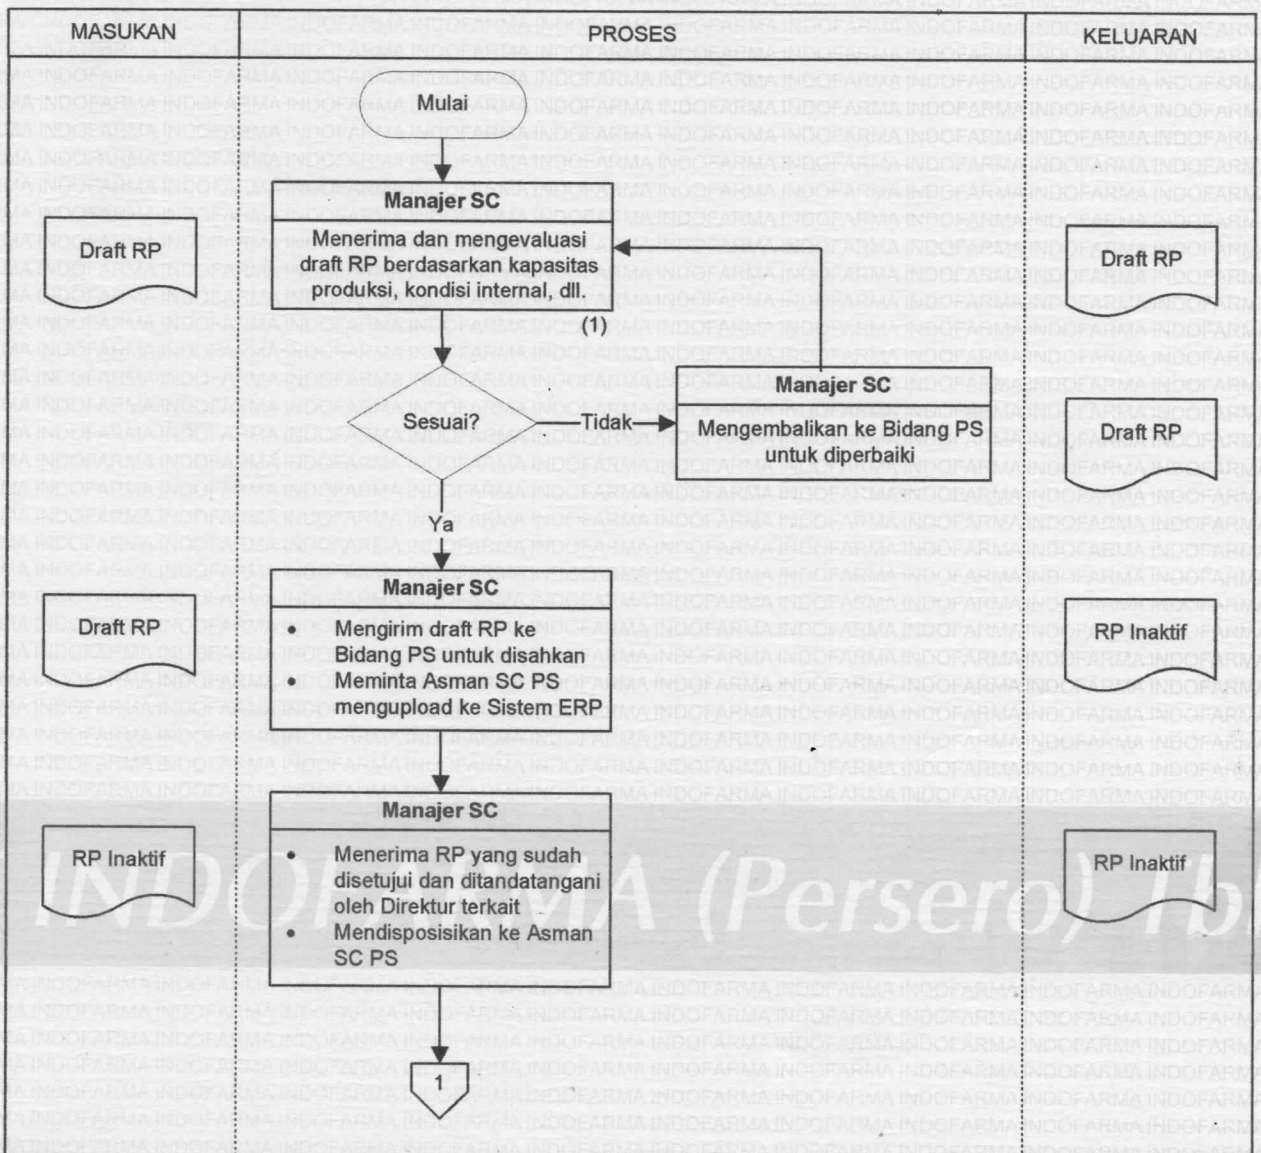 MASUKAN
PROSES
KELUARAN
Mulai
Manajer SC
Draft RP
Menerima dan mengevaluasi
draft RP berdasarkan kapasitas
produksi, kondisi internal, dll.
(1)
Draft RP
Sesuai?
Tidak
Manajer SC
Mengembalikan ke Bidang PS
untuk diperbaiki
Draft RP
Ya
Manajer SC
Draft RP
• Mengirim draft RP ke
Bidang PS untuk disahkan
• Meminta Asman SC PS
mengupload ke Sistem ERP
RP Inaktif
Manajer SC
RP Inaktif
• Menerima RP yang sudah
disetujui dan ditandatangani
oleh Direktur terkait
• Mendisposisikan ke Asman
SC PS
RP Inaktif
INDOFARMA (Persero) Tbk
1